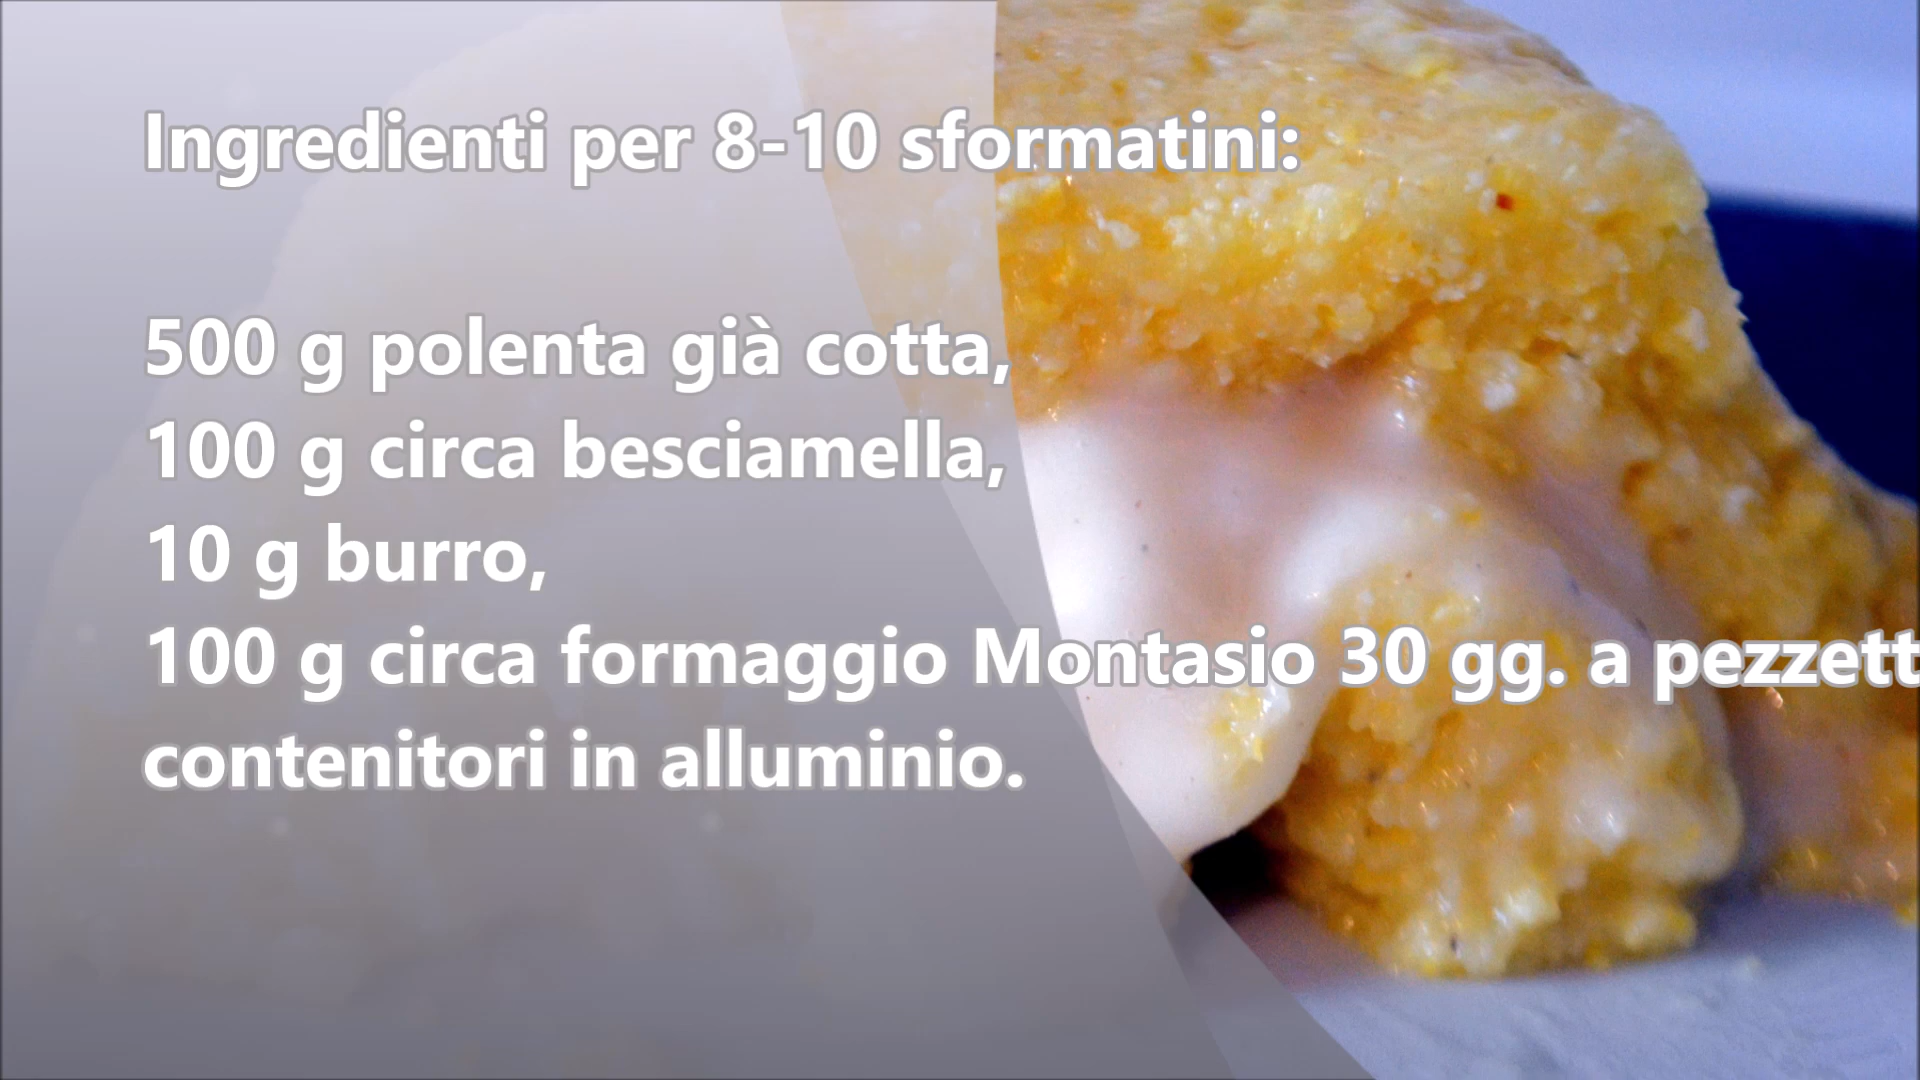 Ingredienti per 8-10 sformatini:
500 g polenta già cotta,
100 g circa besciamella,
10 g burro,
100 g circa formaggio Montasio 30 gg. a pezzett
contenitori in alluminio.